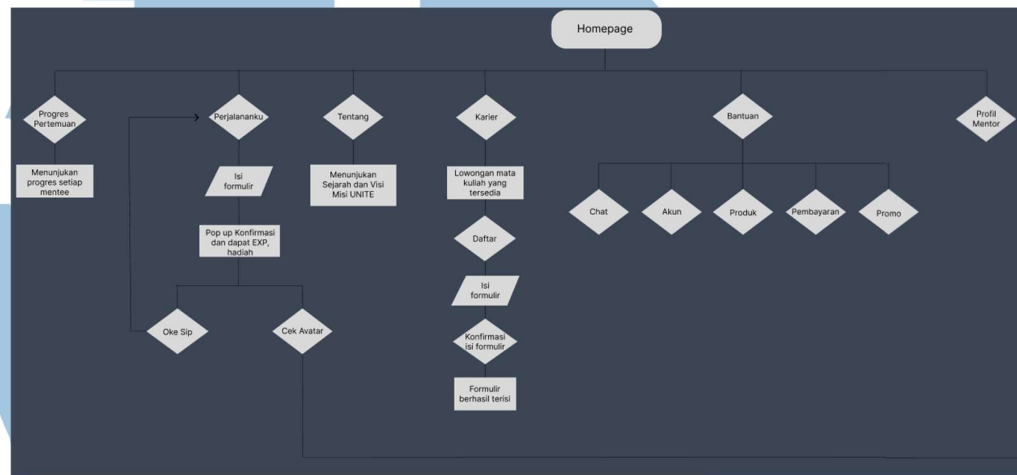 Homepage
Progres
Pertemuan
Perjalananku
Tentang
Karier
Bantuan
Profil
Mentor
Menunjukan
progres setiap
mentee
Isi
formulir
Menunjukan
Sejarah dan Visi
Misi UNITE
Lowongan mata
kuliah yang
tersedia
Chat
Akun
Produk
Pembayaran
Promo
Pop up Konfirmasi
dan dapat EXP,
hadiah
Daftar
Isi
formulir
Oke Sip
Cek Avatar
Konfirmasi
isi formulir
Formulir
berhasil terisi